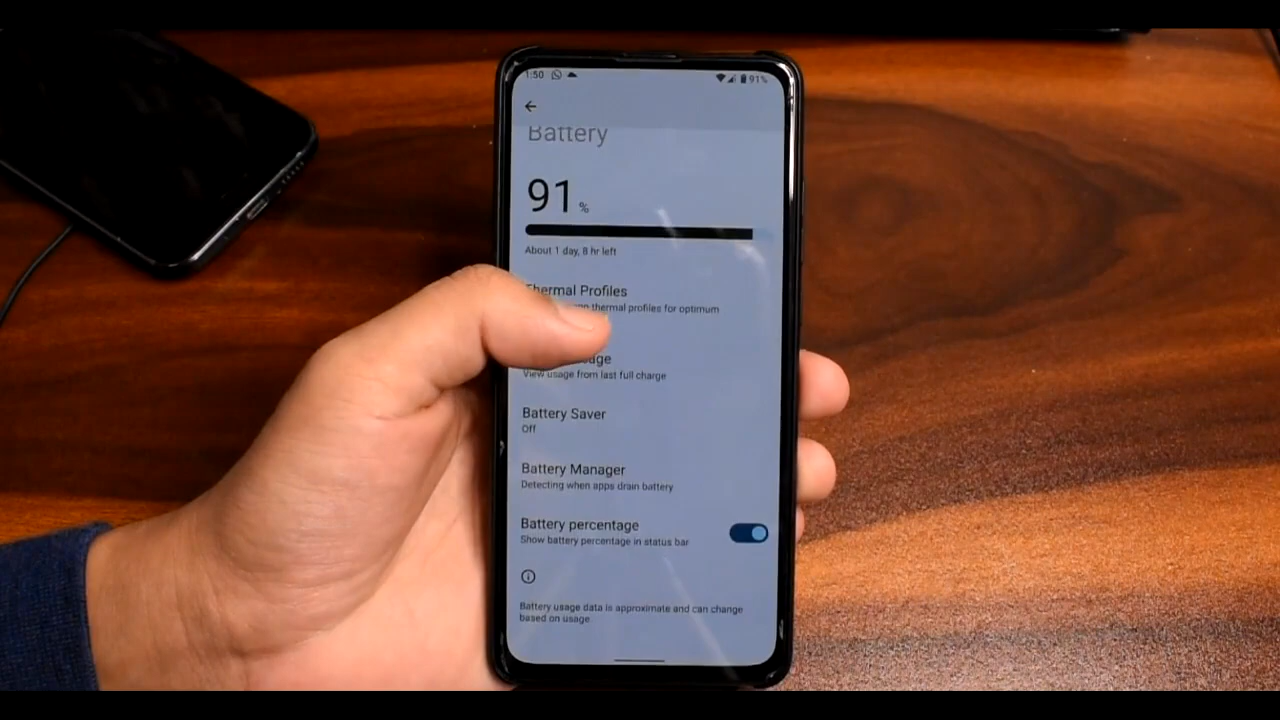 1:50 91%
Battery
91%
About 1 day, 8 hr left
Thermal Profiles
thermal profiles for optimum
View usage from last full charge
Battery Saver
Off
Battery Manager
Detecting when apps drain battery
Battery percentage
Show battery percentage in status bar
Battery usage data is approximate and can change
based on usage